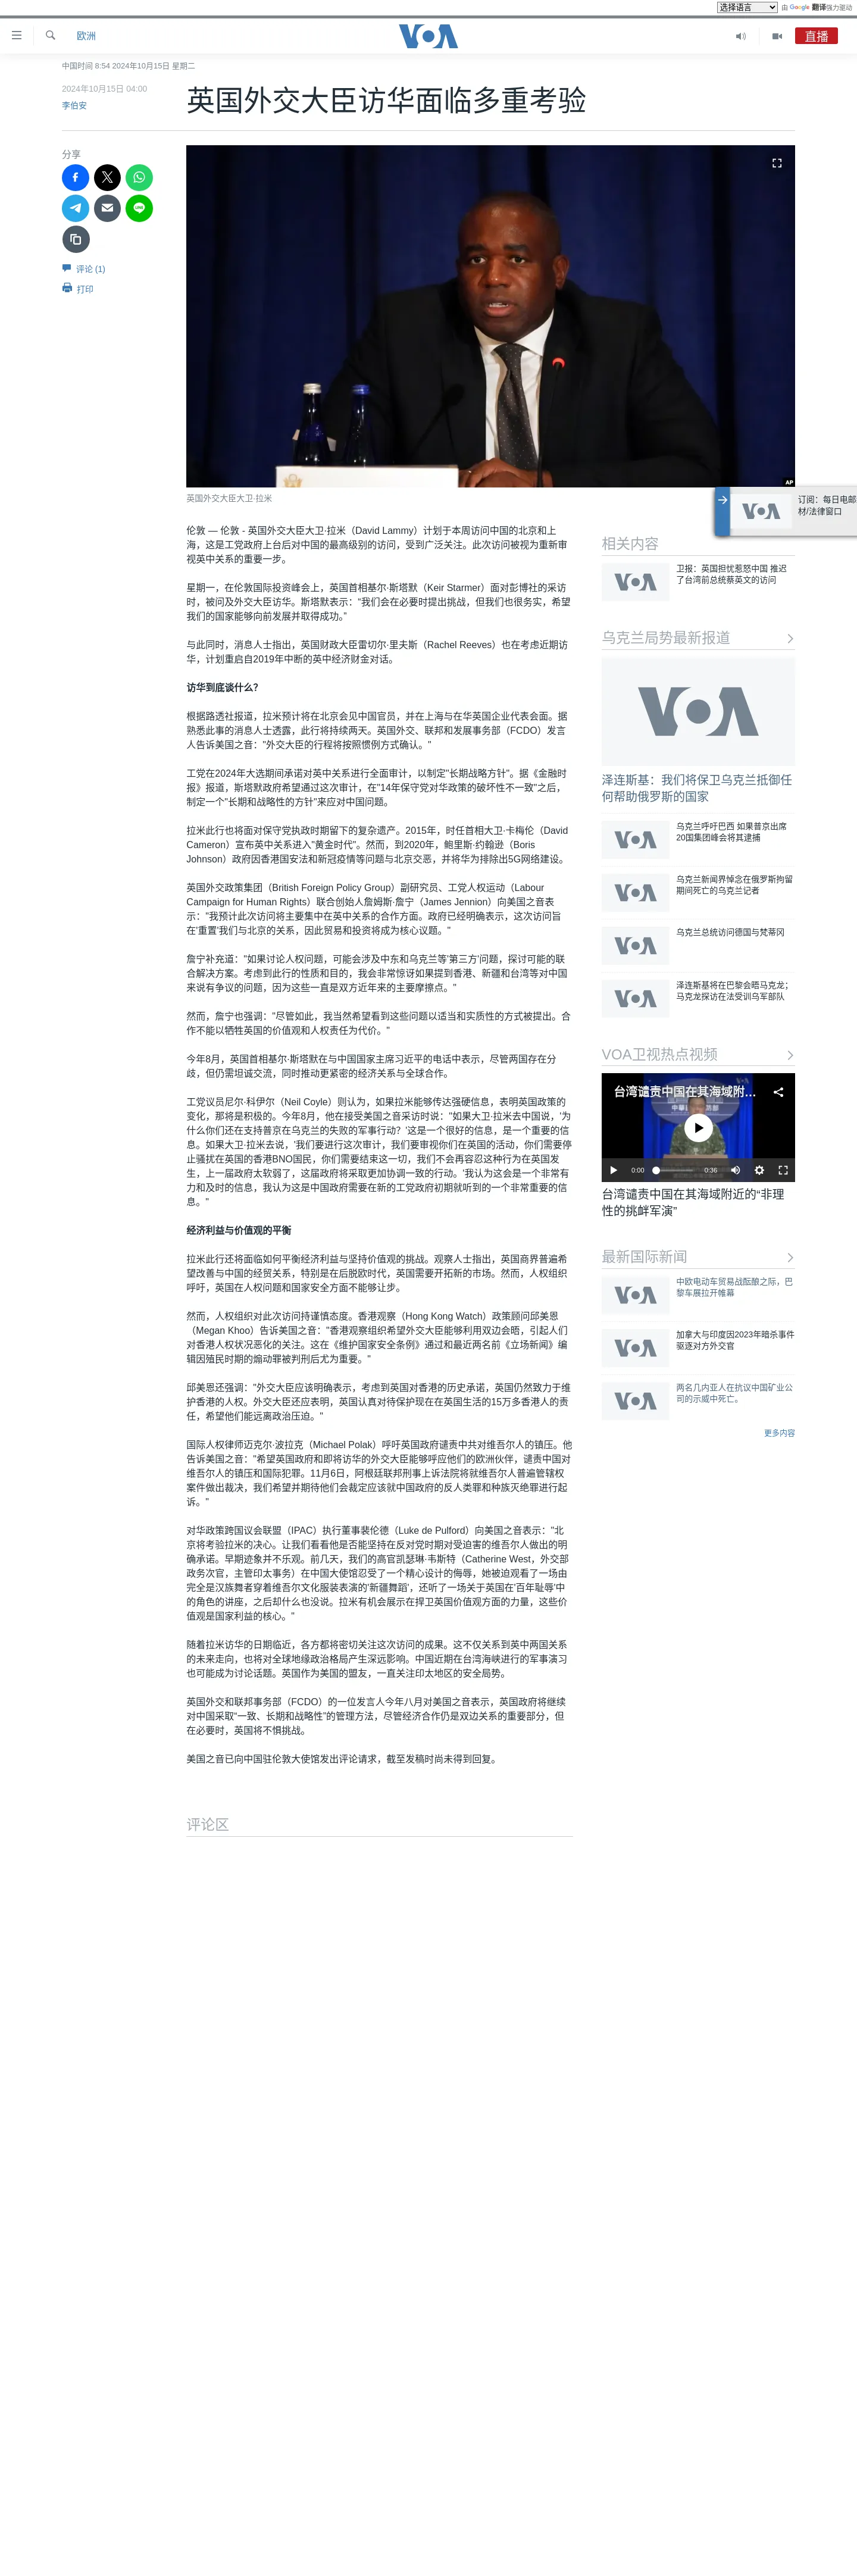 选择语言 由 Google 翻译强力驱动
欧洲
VOA
直播
中国时间 8:54 2024年10月15日 星期二
2024年10月15日 04:00
李伯安
英国外交大臣访华面临多重考验
分享
评论 (1)
打印
AP
英国外交大臣大卫·拉米
订阅：每日电邮
材/法律窗口
伦敦 — 伦敦 - 英国外交大臣大卫·拉米（David Lammy）计划于本周访问中国的北京和上
海，这是工党政府上台后对中国的最高级别的访问，受到广泛关注。此次访问被视为重新审
视英中关系的重要一步。
星期一，在伦敦国际投资峰会上，英国首相基尔·斯塔默（Keir Starmer）面对彭博社的采访
时，被问及外交大臣访华。斯塔默表示：“我们会在必要时提出挑战，但我们也很务实，希望
我们的国家能够向前发展并取得成功。”
与此同时，消息人士指出，英国财政大臣雷切尔·里夫斯（Rachel Reeves）也在考虑近期访
华，计划重启自2019年中断的英中经济财金对话。
访华到底谈什么？
根据路透社报道，拉米预计将在北京会见中国官员，并在上海与在华英国企业代表会面。据
熟悉此事的消息人士透露，此行将持续两天。英国外交、联邦和发展事务部（FCDO）发言
人告诉美国之音："外交大臣的行程将按照惯例方式确认。"
工党在2024年大选期间承诺对英中关系进行全面审计，以制定"长期战略方针"。据《金融时
报》报道，斯塔默政府希望通过这次审计，在"14年保守党对华政策的破坏性不一致"之后，
制定一个"长期和战略性的方针"来应对中国问题。
拉米此行也将面对保守党执政时期留下的复杂遗产。2015年，时任首相大卫·卡梅伦（David
Cameron）宣布英中关系进入"黄金时代"。然而，到2020年，鲍里斯·约翰逊（Boris
Johnson）政府因香港国安法和新冠疫情等问题与北京交恶，并将华为排除出5G网络建设。
英国外交政策集团（British Foreign Policy Group）副研究员、工党人权运动（Labour
Campaign for Human Rights）联合创始人詹姆斯·詹宁（James Jennion）向美国之音表
示："我预计此次访问将主要集中在英中关系的合作方面。政府已经明确表示，这次访问旨
在'重置'我们与北京的关系，因此贸易和投资将成为核心议题。"
詹宁补充道："如果讨论人权问题，可能会涉及中东和乌克兰等'第三方'问题，探讨可能的联
合解决方案。考虑到此行的性质和目的，我会非常惊讶如果提到香港、新疆和台湾等对中国
来说有争议的问题，因为这些一直是双方近年来的主要摩擦点。"
然而，詹宁也强调："尽管如此，我当然希望看到这些问题以适当和实质性的方式被提出。合
作不能以牺牲英国的价值观和人权责任为代价。"
今年8月，英国首相基尔·斯塔默在与中国国家主席习近平的电话中表示，尽管两国存在分
歧，但仍需坦诚交流，同时推动更紧密的经济关系与全球合作。
工党议员尼尔·科伊尔（Neil Coyle）则认为，如果拉米能够传达强硬信息，表明英国政策的
变化，那将是积极的。今年8月，他在接受美国之音采访时说："如果大卫·拉米去中国说，'为
什么你们还在支持普京在乌克兰的失败的军事行动？'这是一个很好的信息，是一个重要的信
息。如果大卫·拉米去说，'我们要进行这次审计，我们要审视你们在英国的活动，你们需要停
止骚扰在英国的香港BNO国民，你们需要结束这一切，我们不会再容忍这种行为在英国发
生，上一届政府太软弱了，这届政府将采取更加协调一致的行动。'我认为这会是一个非常有
力和及时的信息，我认为这是中国政府需要在新的工党政府初期就听到的一个非常重要的信
息。"
经济利益与价值观的平衡
拉米此行还将面临如何平衡经济利益与坚持价值观的挑战。观察人士指出，英国商界普遍希
望改善与中国的经贸关系，特别是在后脱欧时代，英国需要开拓新的市场。然而，人权组织
呼吁，英国在人权问题和国家安全方面不能够让步。
然而，人权组织对此次访问持谨慎态度。香港观察（Hong Kong Watch）政策顾问邱美恩
（Megan Khoo）告诉美国之音："香港观察组织希望外交大臣能够利用双边会晤，引起人们
对香港人权状况恶化的关注。这在《维护国家安全条例》通过和最近两名前《立场新闻》编
辑因殖民时期的煽动罪被判刑后尤为重要。"
邱美恩还强调："外交大臣应该明确表示，考虑到英国对香港的历史承诺，英国仍然致力于维
护香港的人权。外交大臣还应表明，英国认真对待保护现在在英国生活的15万多香港人的责
任，希望他们能远离政治压迫。"
国际人权律师迈克尔·波拉克（Michael Polak）呼吁英国政府谴责中共对维吾尔人的镇压。他
告诉美国之音："希望英国政府和即将访华的外交大臣能够呼应他们的欧洲伙伴，谴责中国对
维吾尔人的镇压和国际犯罪。11月6日，阿根廷联邦刑事上诉法院将就维吾尔人普遍管辖权
案件做出裁决，我们希望并期待他们会裁定应该就中国政府的反人类罪和种族灭绝罪进行起
诉。"
对华政策跨国议会联盟（IPAC）执行董事裴伦德（Luke de Pulford）向美国之音表示："北
京将考验拉米的决心。让我们看看他是否能坚持在反对党时期对受迫害的维吾尔人做出的明
确承诺。早期迹象并不乐观。前几天，我们的高官凯瑟琳·韦斯特（Catherine West，外交部
政务次官，主管印太事务）在中国大使馆忍受了一个精心设计的侮辱，她被迫观看了一场由
完全是汉族舞者穿着维吾尔文化服装表演的'新疆舞蹈'，还听了一场关于英国在'百年耻辱'中
的角色的讲座，之后却什么也没说。拉米有机会展示在捍卫英国价值观方面的力量，这些价
值观是国家利益的核心。"
随着拉米访华的日期临近，各方都将密切关注这次访问的成果。这不仅关系到英中两国关系
的未来走向，也将对全球地缘政治格局产生深远影响。中国近期在台湾海峡进行的军事演习
也可能成为讨论话题。英国作为美国的盟友，一直关注印太地区的安全局势。
英国外交和联邦事务部（FCDO）的一位发言人今年八月对美国之音表示，英国政府将继续
对中国采取“一致、长期和战略性”的管理方法，尽管经济合作仍是双边关系的重要部分，但
在必要时，英国将不惧挑战。
美国之音已向中国驻伦敦大使馆发出评论请求，截至发稿时尚未得到回复。
评论区
相关内容
卫报：英国担忧惹怒中国 推迟
了台湾前总统蔡英文的访问
乌克兰局势最新报道
泽连斯基：我们将保卫乌克兰抵御任
何帮助俄罗斯的国家
乌克兰呼吁巴西 如果普京出席
20国集团峰会将其逮捕
乌克兰新闻界悼念在俄罗斯拘留
期间死亡的乌克兰记者
乌克兰总统访问德国与梵蒂冈
泽连斯基将在巴黎会晤马克龙；
马克龙探访在法受训乌军部队
VOA卫视热点视频
台湾谴责中国在其海域附...
0:00 0:36
台湾谴责中国在其海域附近的“非理
性的挑衅军演”
最新国际新闻
中欧电动车贸易战酝酿之际，巴
黎车展拉开帷幕
加拿大与印度因2023年暗杀事件
驱逐对方外交官
两名几内亚人在抗议中国矿业公
司的示威中死亡。
更多内容